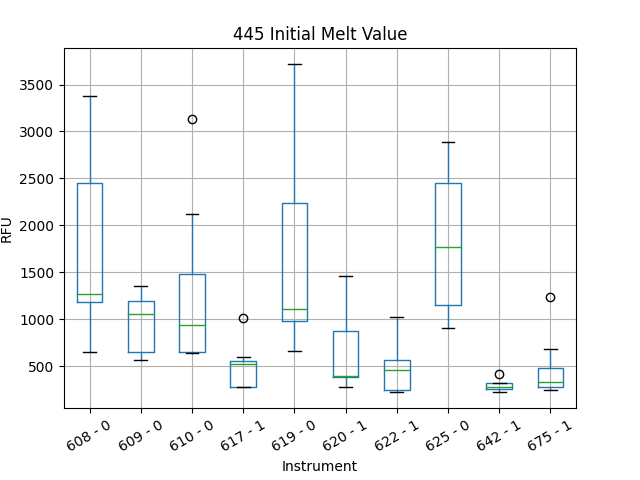 445 Initial Melt Value
3500
3000
2500
2000
1500
1000
500
RFU
608 - 0
609 - 0
610 - 0
617 - 1
619 - 0
620 - 1
622 - 1
625 - 0
642 - 1
675 - 1
Instrument